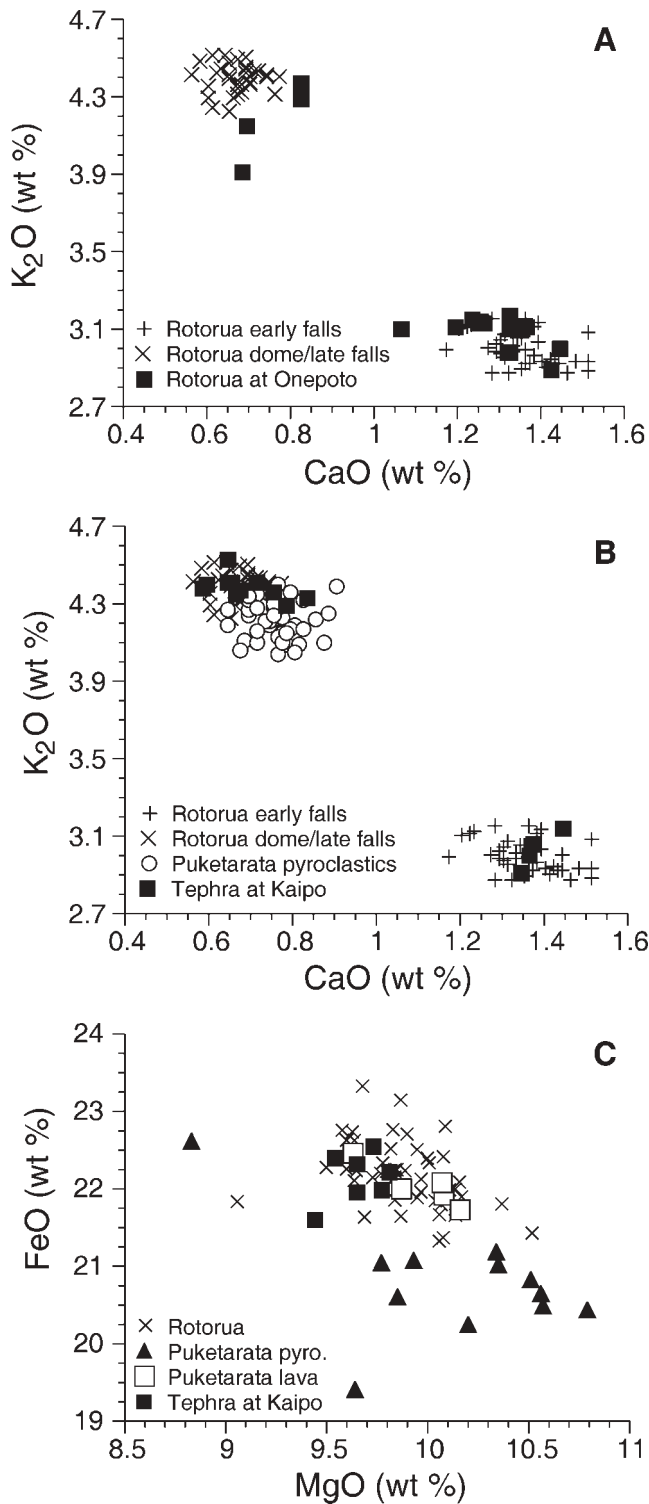 A
4.7
4.3
3.9
3.5
3.1
2.7
K2O (wt %)
Rotorua early falls
Rotorua dome/late falls
Rotorua at Onepoto
0.4 0.6 0.8 1 1.2 1.4 1.6
CaO (wt %)
B
4.7
4.3
3.9
3.5
3.1
2.7
K2O (wt %)
Rotorua early falls
Rotorua dome/late falls
Puketarata pyroclastics
Tephra at Kaipo
0.4 0.6 0.8 1 1.2 1.4 1.6
CaO (wt %)
C
24
23
22
21
20
19
FeO (wt %)
Rotorua
Puketarata pyro.
Puketarata lava
Tephra at Kaipo
8.5 9 9.5 10 10.5 11
MgO (wt %)